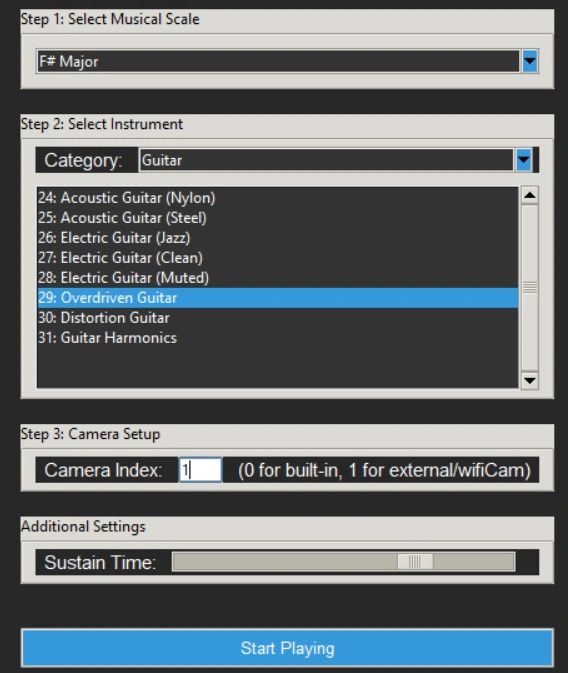 Step 1: Select Musical Scale
F# Major
Step 2: Select Instrument
Category: Guitar
24: Acoustic Guitar (Nylon)
25: Acoustic Guitar (Steel)
26: Electric Guitar (Jazz)
27: Electric Guitar (Clean)
28: Electric Guitar (Muted)
29: Overdriven Guitar
30: Distortion Guitar
31: Guitar Harmonics
Step 3: Camera Setup
Camera Index: 1 (0 for built-in, 1 for external/wifiCam)
Additional Settings
Sustain Time:
Start Playing